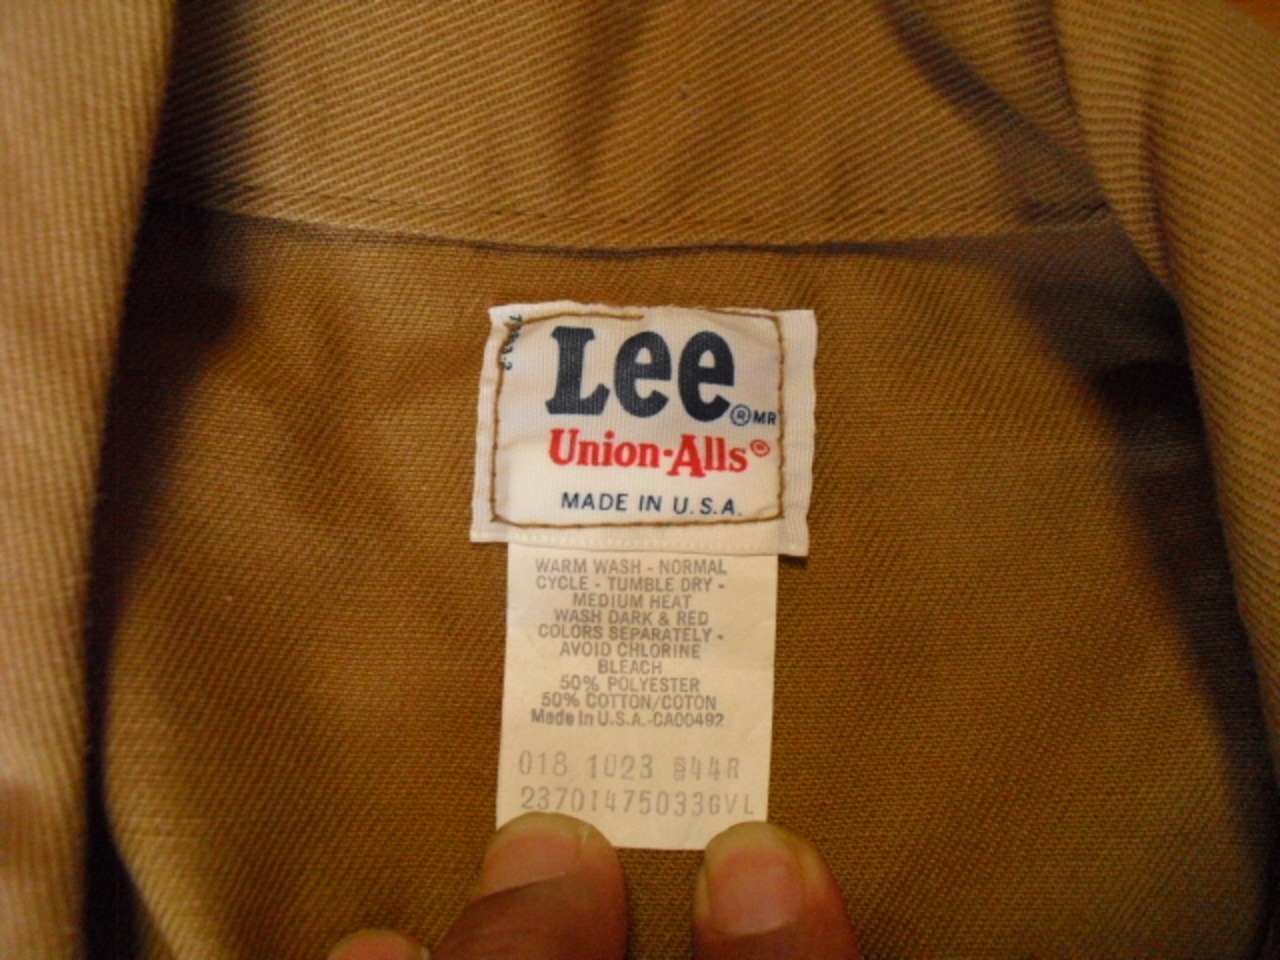 Lee ® MR
Union-Alls®
MADE IN U.S.A.
WARM WASH - NORMAL
CYCLE - TUMBLE DRY -
MEDIUM HEAT
WASH DARK & RED
COLORS SEPARATELY -
AVOID CHLORINE
BLEACH
50% POLYESTER
50% COTTON/COTON
Made In U.S.A.-CA00492
018 1023 44R
23701475033GVL